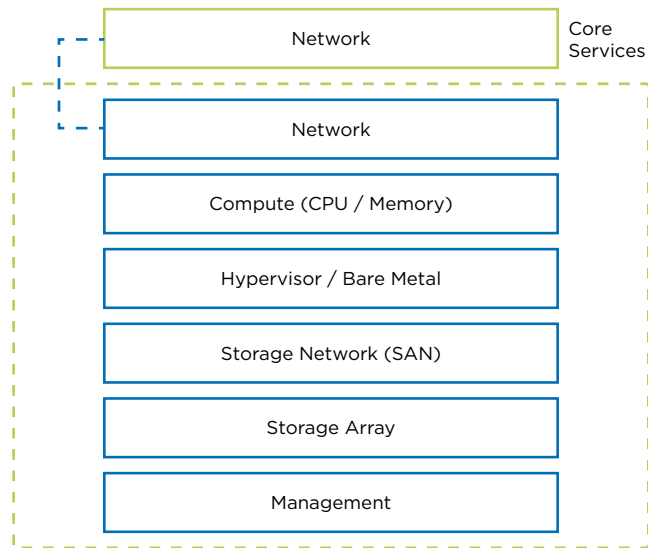 Network
Core
Services
Network
Compute (CPU / Memory)
Hypervisor / Bare Metal
Storage Network (SAN)
Storage Array
Management